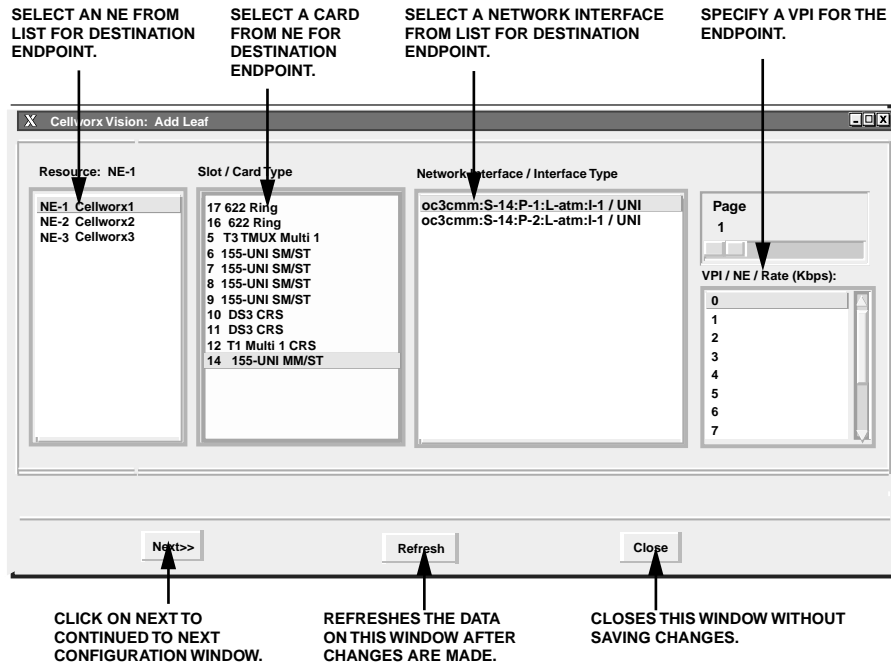 SELECT AN NE FROM
LIST FOR DESTINATION
ENDPOINT.
SELECT A CARD
FROM NE FOR
DESTINATION
ENDPOINT.
SELECT A NETWORK INTERFACE
FROM LIST FOR DESTINATION
ENDPOINT.
SPECIFY A VPI FOR THE
ENDPOINT.
X Cellworx Vision: Add Leaf
Resource: NE-1
NE-1 Cellworx1
NE-2 Cellworx2
NE-3 Cellworx3
Slot / Card Type
17 622 Ring
16 622 Ring
5 T3 TMUX Multi 1
6 155-UNI SM/ST
7 155-UNI SM/ST
8 155-UNI SM/ST
9 155-UNI SM/ST
10 DS3 CRS
11 DS3 CRS
12 T1 Multi 1 CRS
14 155-UNI MM/ST
Network Interface / Interface Type
oc3cmm:S-14:P-1:L-atm:I-1 / UNI
oc3cmm:S-14:P-2:L-atm:I-1 / UNI
Page
1
VPI / NE / Rate (Kbps):
0
1
2
3
4
5
6
7
Next>>
Refresh
Close
CLICK ON NEXT TO
CONTINUED TO NEXT
CONFIGURATION WINDOW.
REFRESHES THE DATA
ON THIS WINDOW AFTER
CHANGES ARE MADE.
CLOSES THIS WINDOW WITHOUT
SAVING CHANGES.